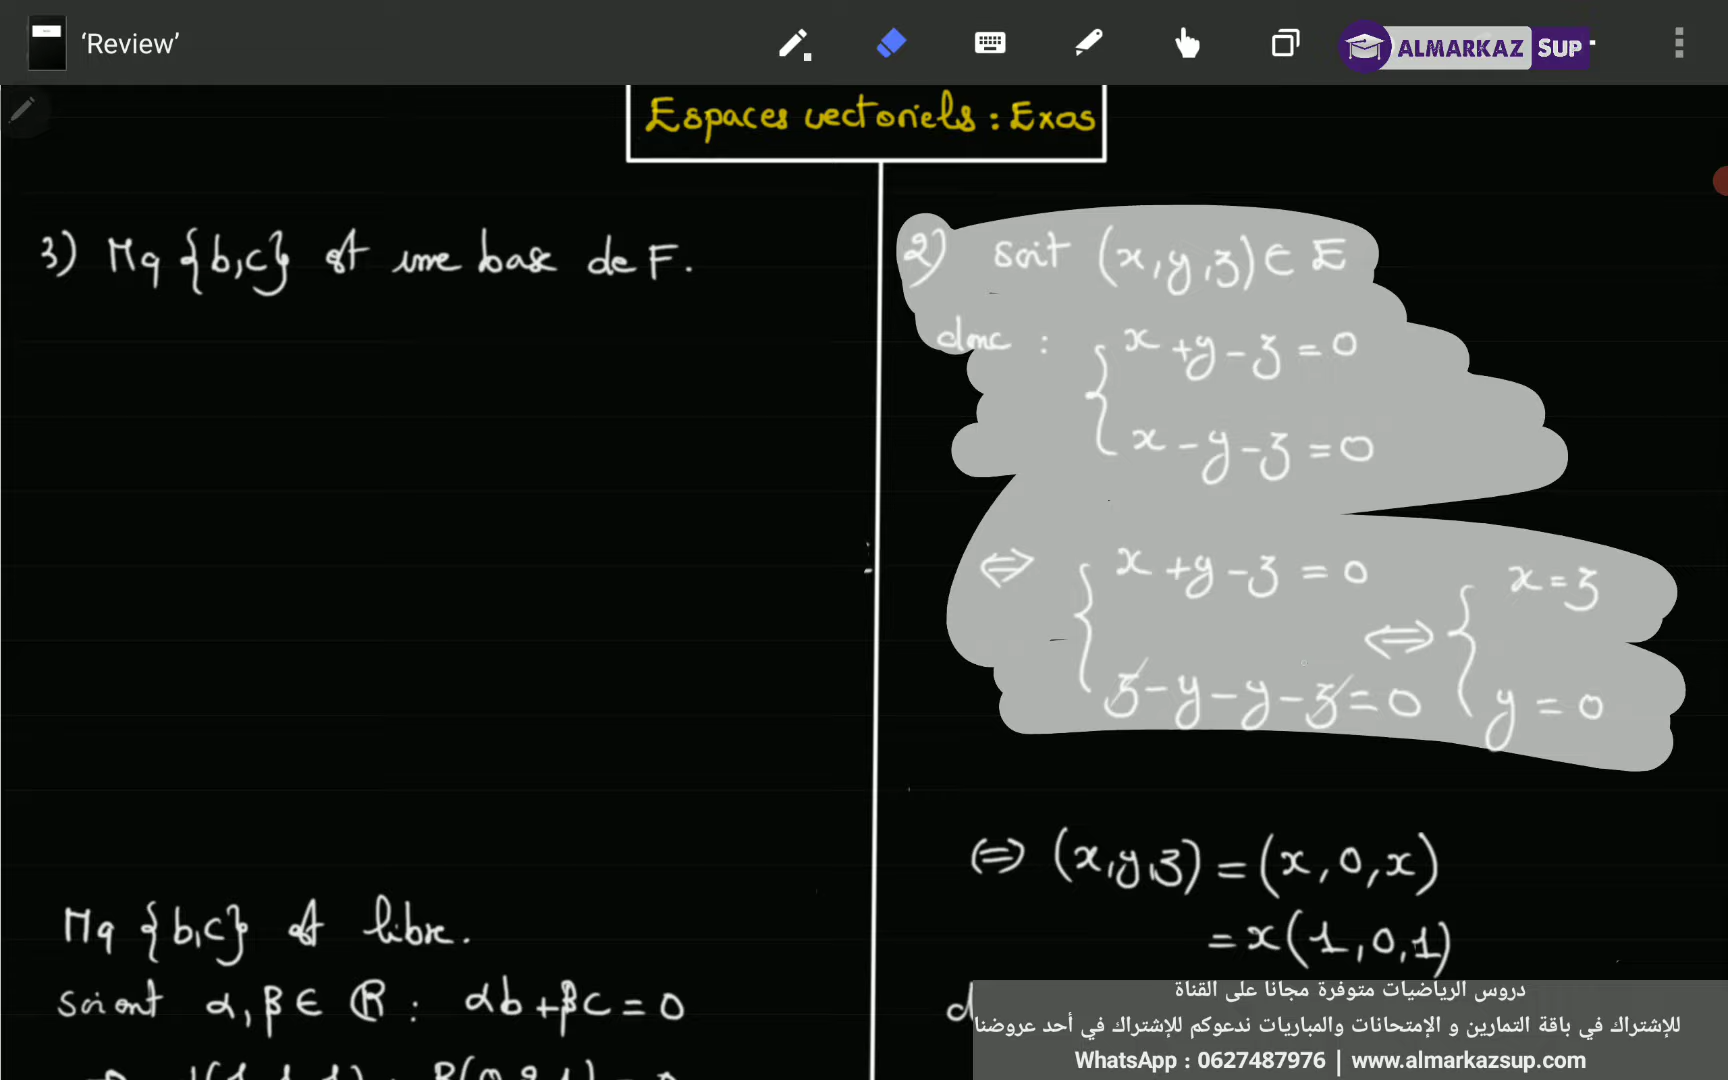 ‘Review’
ALMARKAZ SUP
Espaces vectoriels : Exos
3) Mq {b,c} est une base de F.
Mq {b,c} est libre.
soient α, β ∈ ℝ : αb + βc = 0
2) soit (x,y,z) ∈ E
donc : { x + y - z = 0
x - y - z = 0
⇔ { x + y - z = 0
z - y - y - z = 0
⇔ { x = z
y = 0
⇔ (x,y,z) = (x,0,x)
= x(1,0,1)
d
دروس الرياضيات متوفرة مجانا على القناة
للإشتراك في باقة التمارين و الإمتحانات والمباريات ندعوكم للإشتراك في أحد عروضنا
WhatsApp : 0627487976 | www.almarkazsup.com